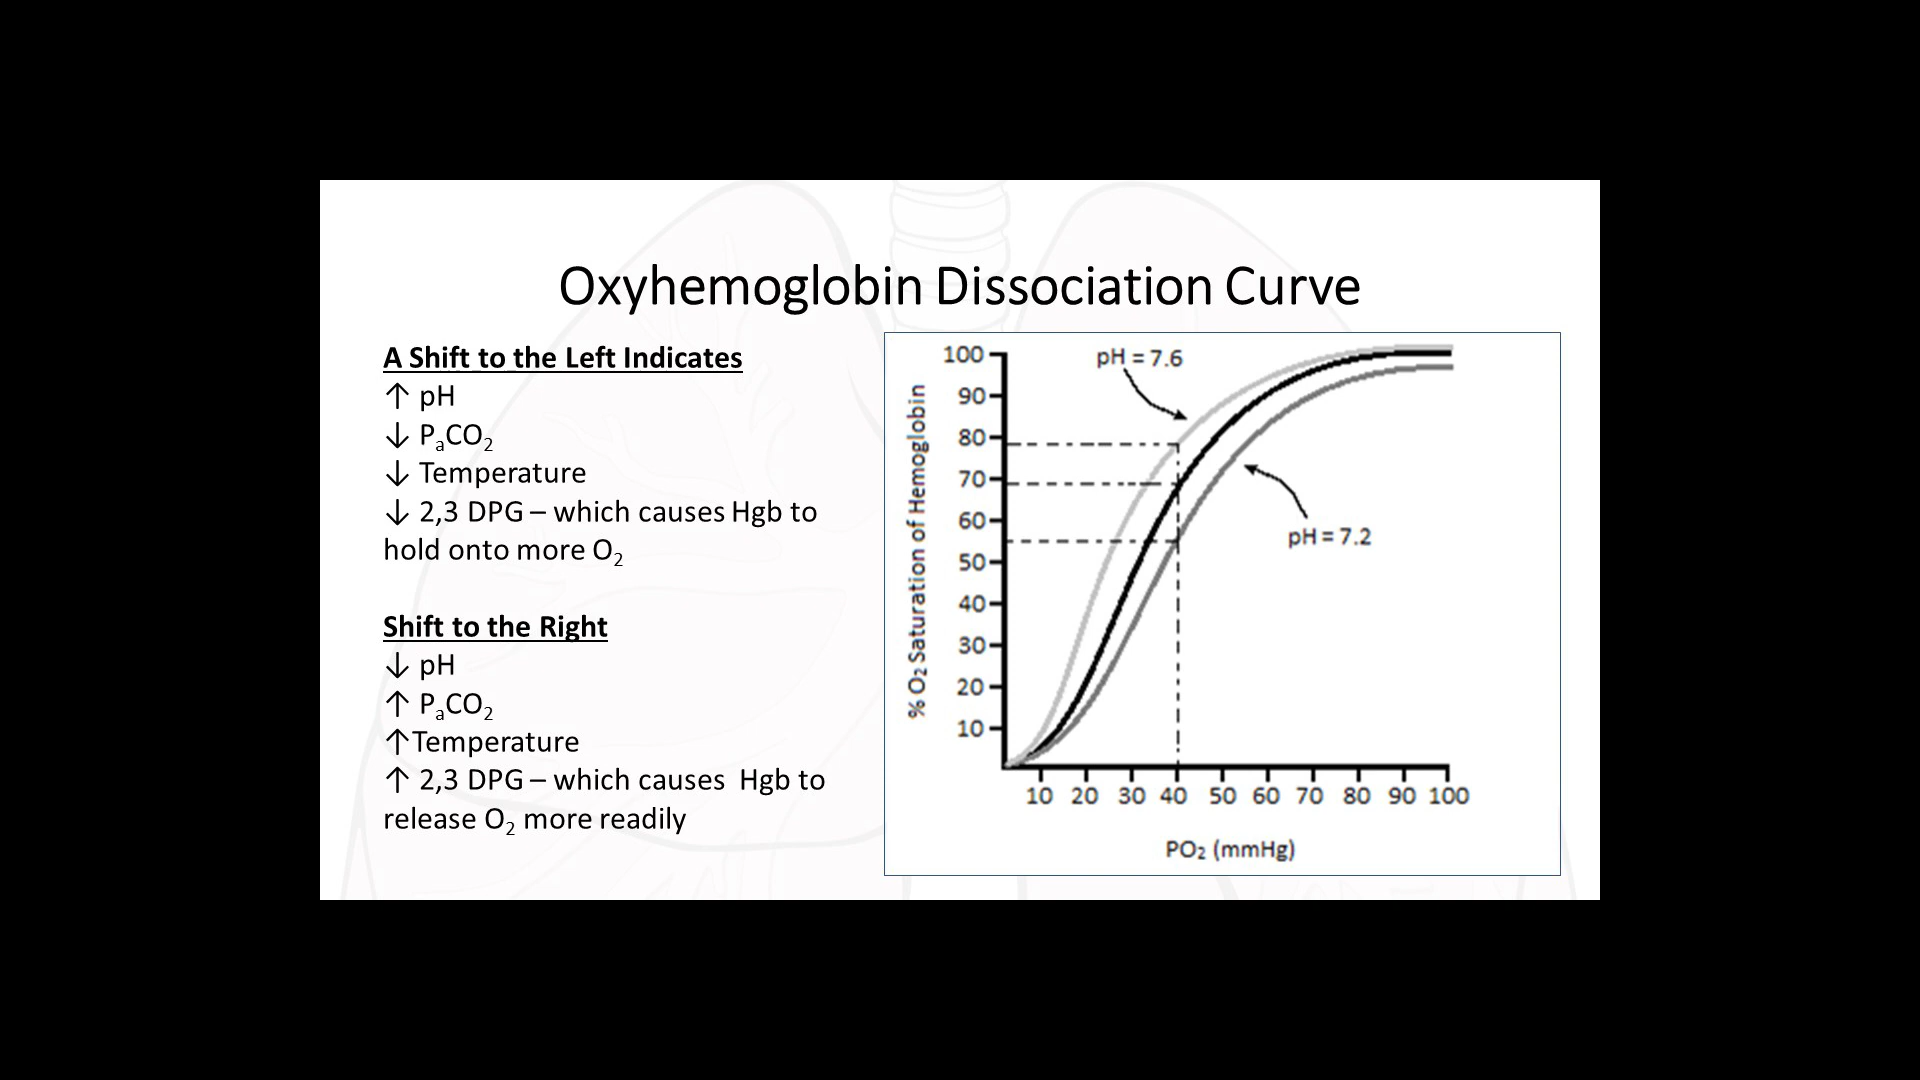 Oxyhemoglobin Dissociation Curve
A Shift to the Left Indicates
↑ pH
↓ PaCO2
↓ Temperature
↓ 2,3 DPG – which causes Hgb to
hold onto more O2
Shift to the Right
↓ pH
↑ PaCO2
↑Temperature
↑ 2,3 DPG – which causes  Hgb to
release O2 more readily
% O2 Saturation of Hemoglobin
100
90
80
70
60
50
40
30
20
10
pH = 7.6
pH = 7.2
10 20 30 40 50 60 70 80 90 100
PO2 (mmHg)